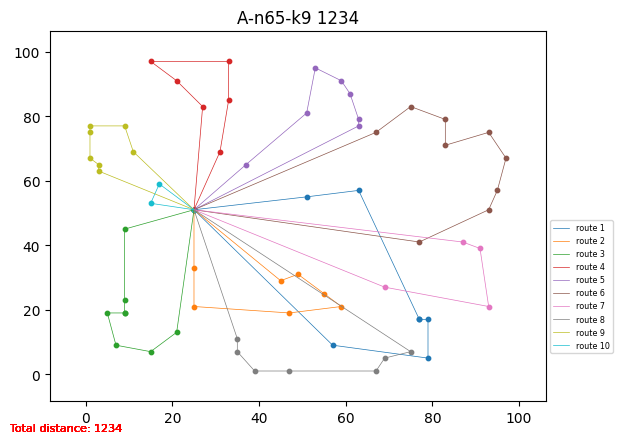 A-n65-k9 1234
100
80
60
40
20
0
0 20 40 60 80 100
route 1
route 2
route 3
route 4
route 5
route 6
route 7
route 8
route 9
route 10
Total distance: 1234